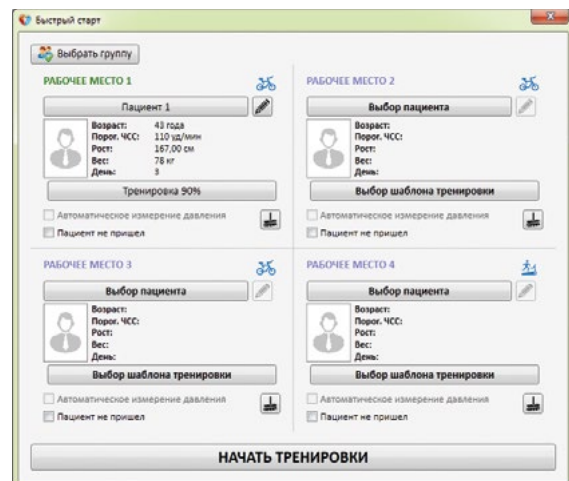 Быстрый старт
Выбрать группу
РАБОЧЕЕ МЕСТО 1
Пациент 1
Возраст: 43 года
Порог. ЧСС: 110 уд/мин
Рост: 167,00 см
Вес: 78 кг
День: 3
Тренировка 90%
Автоматическое измерение давления
Пациент не пришел
РАБОЧЕЕ МЕСТО 2
Выбор пациента
Возраст:
Порог. ЧСС:
Рост:
Вес:
День:
Выбор шаблона тренировки
Автоматическое измерение давления
Пациент не пришел
РАБОЧЕЕ МЕСТО 3
Выбор пациента
Возраст:
Порог. ЧСС:
Рост:
Вес:
День:
Выбор шаблона тренировки
Автоматическое измерение давления
Пациент не пришел
РАБОЧЕЕ МЕСТО 4
Выбор пациента
Возраст:
Порог. ЧСС:
Рост:
Вес:
День:
Выбор шаблона тренировки
Автоматическое измерение давления
Пациент не пришел
НАЧАТЬ ТРЕНИРОВКИ